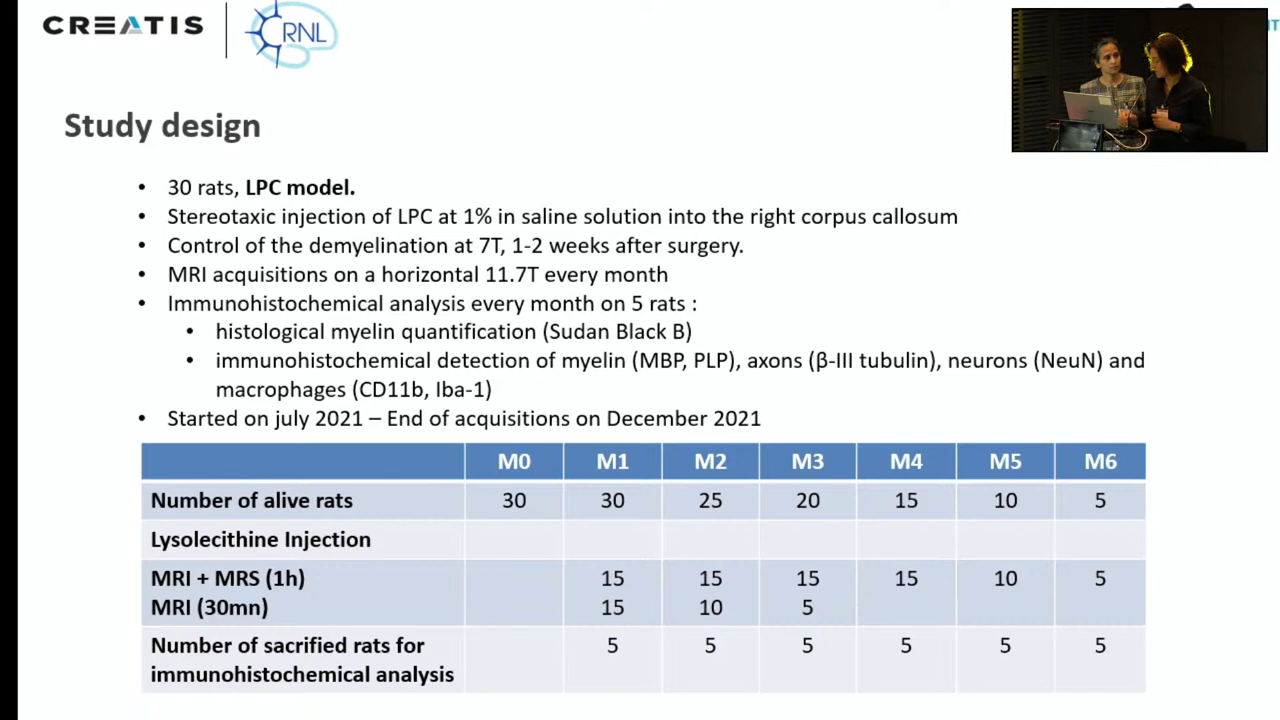 CREATIS
CRNL
IT
Study design
• 30 rats, LPC model.
• Stereotaxic injection of LPC at 1% in saline solution into the right corpus callosum
• Control of the demyelination at 7T, 1-2 weeks after surgery.
• MRI acquisitions on a horizontal 11.7T every month
• Immunohistochemical analysis every month on 5 rats :
• histological myelin quantification (Sudan Black B)
• immunohistochemical detection of myelin (MBP, PLP), axons (β-III tubulin), neurons (NeuN) and
macrophages (CD11b, Iba-1)
• Started on july 2021 – End of acquisitions on December 2021
M0 M1 M2 M3 M4 M5 M6
Number of alive rats 30 30 25 20 15 10 5
Lysolecithine Injection
MRI + MRS (1h) 15 15 15 15 10 5
MRI (30mn) 15 10 5
Number of sacrified rats for 5 5 5 5 5 5
immunohistochemical analysis